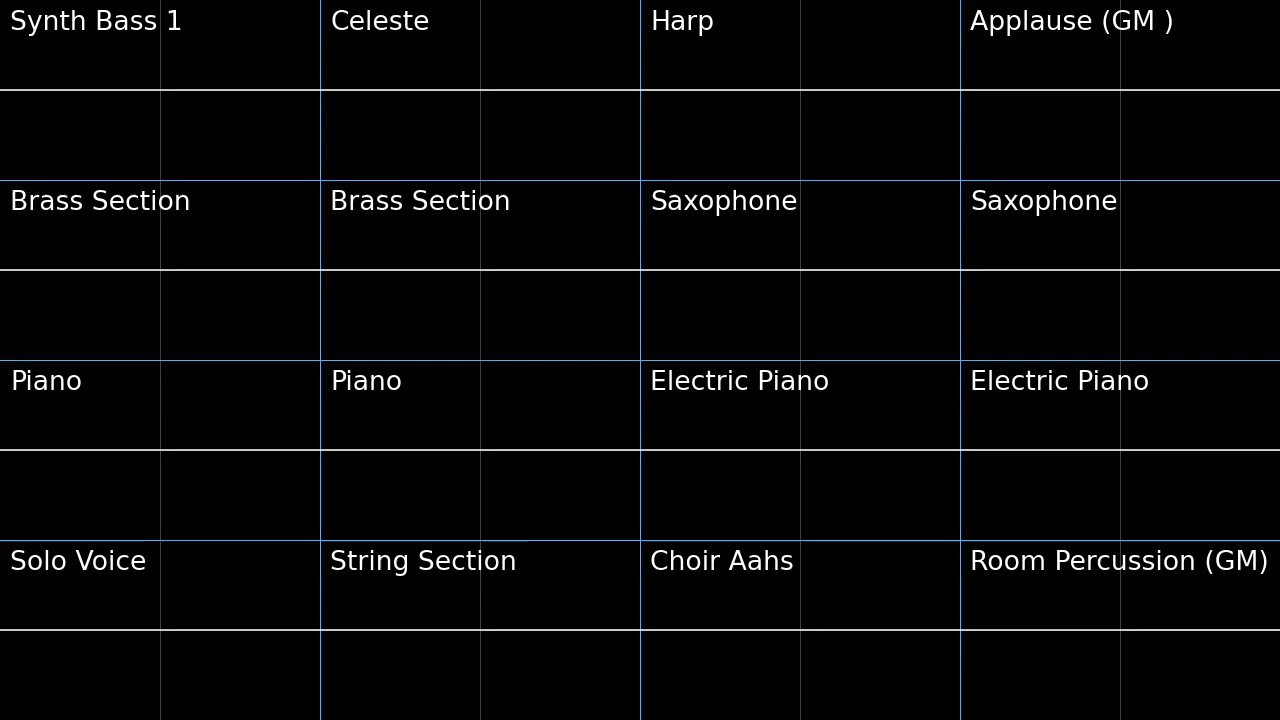 Synth Bass 1
Celeste
Harp
Applause (GM )
Brass Section
Brass Section
Saxophone
Saxophone
Piano
Piano
Electric Piano
Electric Piano
Solo Voice
String Section
Choir Aahs
Room Percussion (GM)